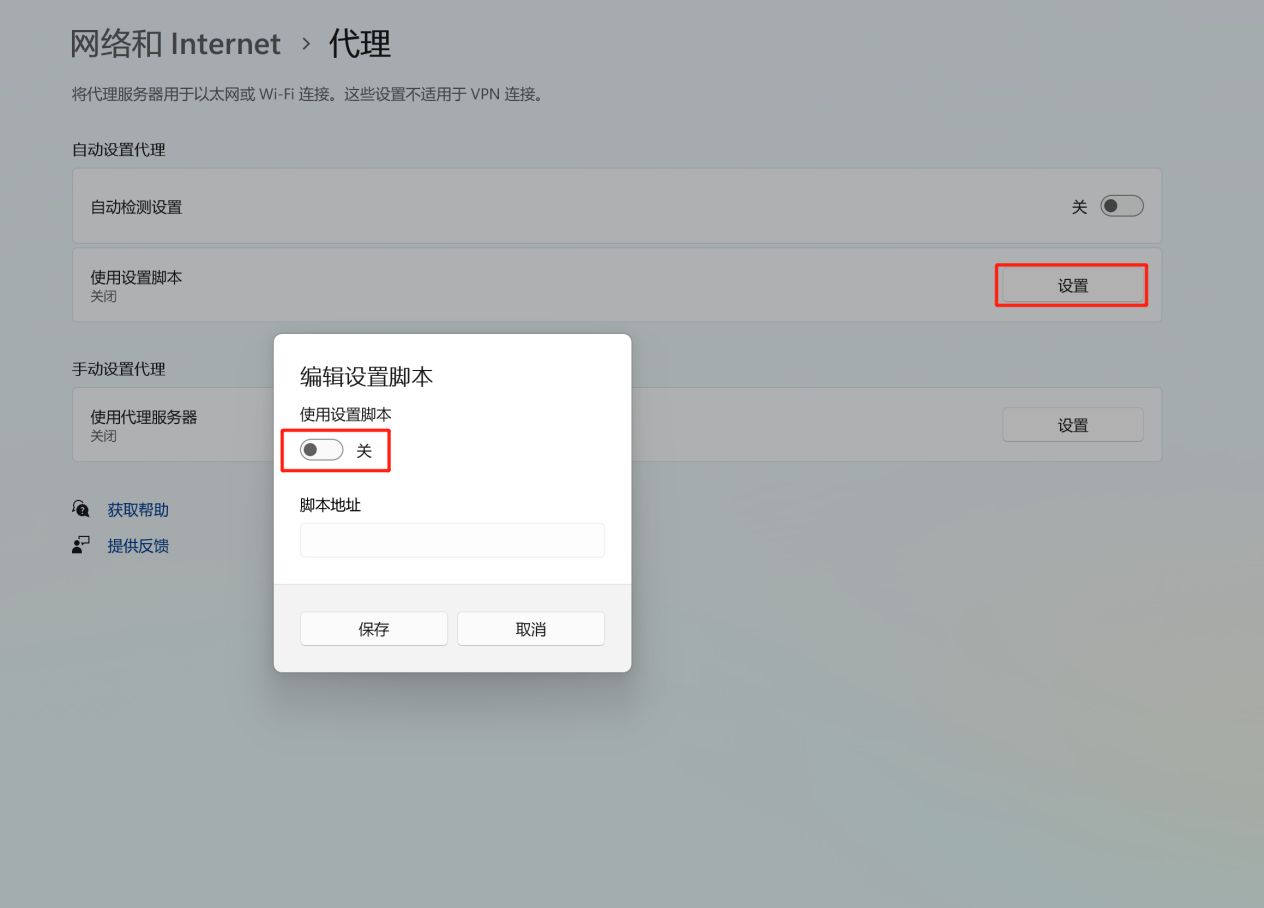 网络和 Internet › 代理
将代理服务器用于以太网或 Wi-Fi 连接。这些设置不适用于 VPN 连接。
自动设置代理
自动检测设置
关
使用设置脚本
关闭
设置
手动设置代理
使用代理服务器
关闭
设置
获取帮助
提供反馈
编辑设置脚本
使用设置脚本
关
脚本地址
保存
取消